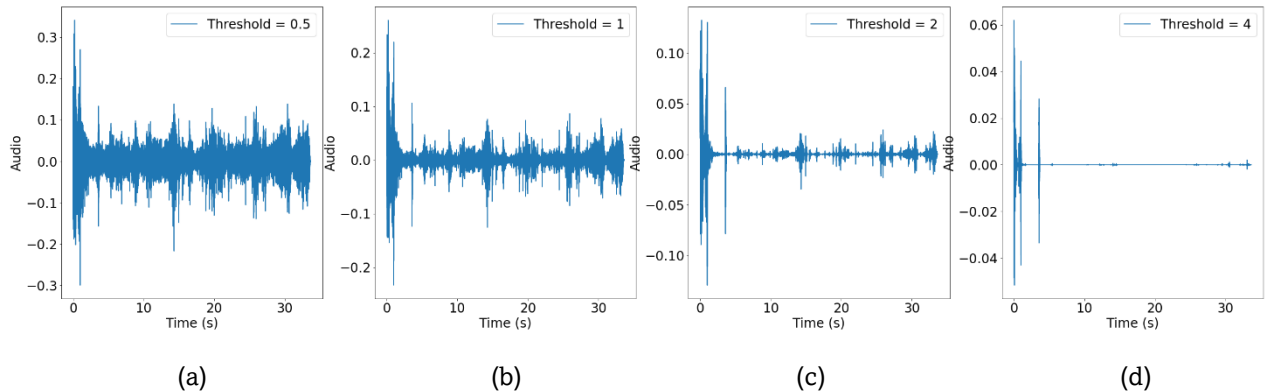 Threshold = 0.5
0.3
0.2
0.1
0.0
−0.1
−0.2
−0.3
Audio
0
10
20
30
Time (s)
(a)
Threshold = 1
0.2
0.1
0.0
−0.1
−0.2
Audio
0
10
20
30
Time (s)
(b)
Threshold = 2
0.10
0.05
0.00
−0.05
−0.10
Audio
0
10
20
30
Time (s)
(c)
Threshold = 4
0.06
0.04
0.02
0.00
−0.02
−0.04
Audio
0
10
20
30
Time (s)
(d)